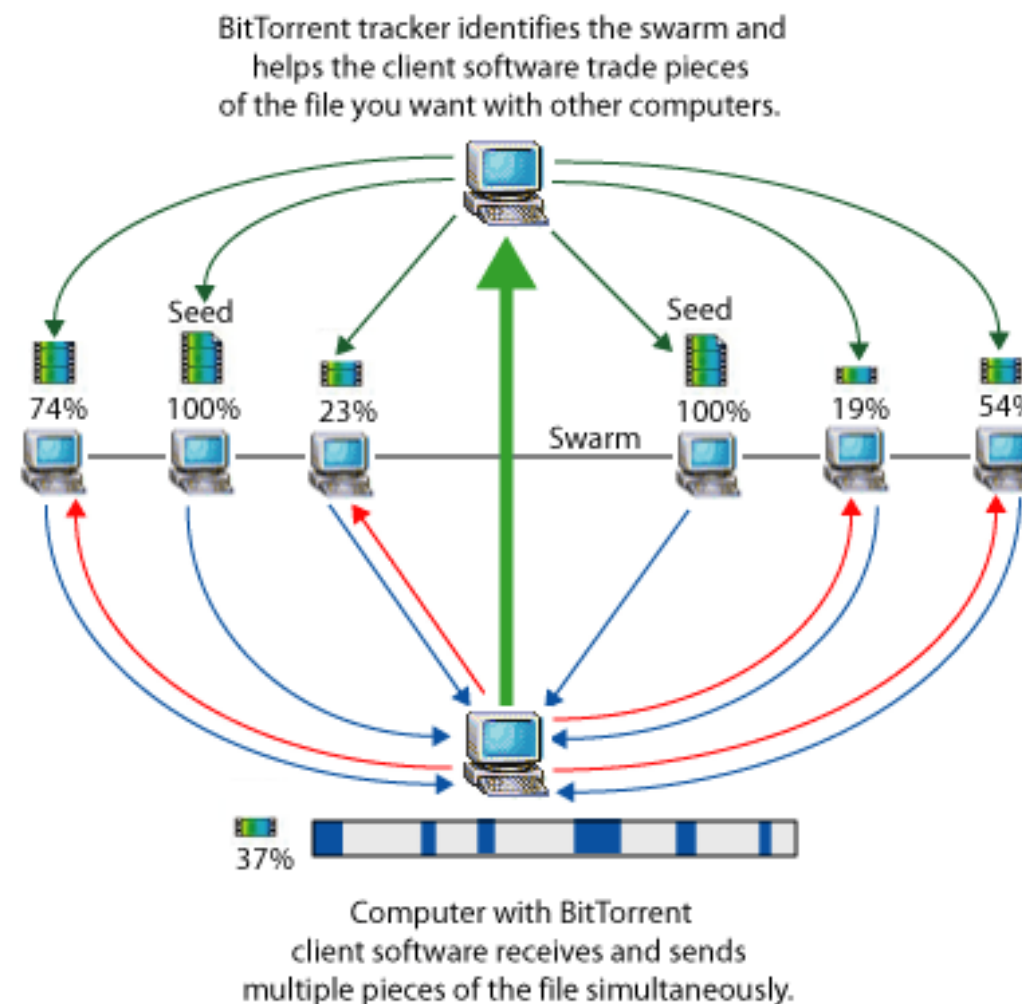 BitTorrent tracker identifies the swarm and
helps the client software trade pieces
of the file you want with other computers.
Seed
Seed
74%
100%
23%
100%
19%
54%
Swarm
37%
Computer with BitTorrent
client software receives and sends
multiple pieces of the file simultaneously.